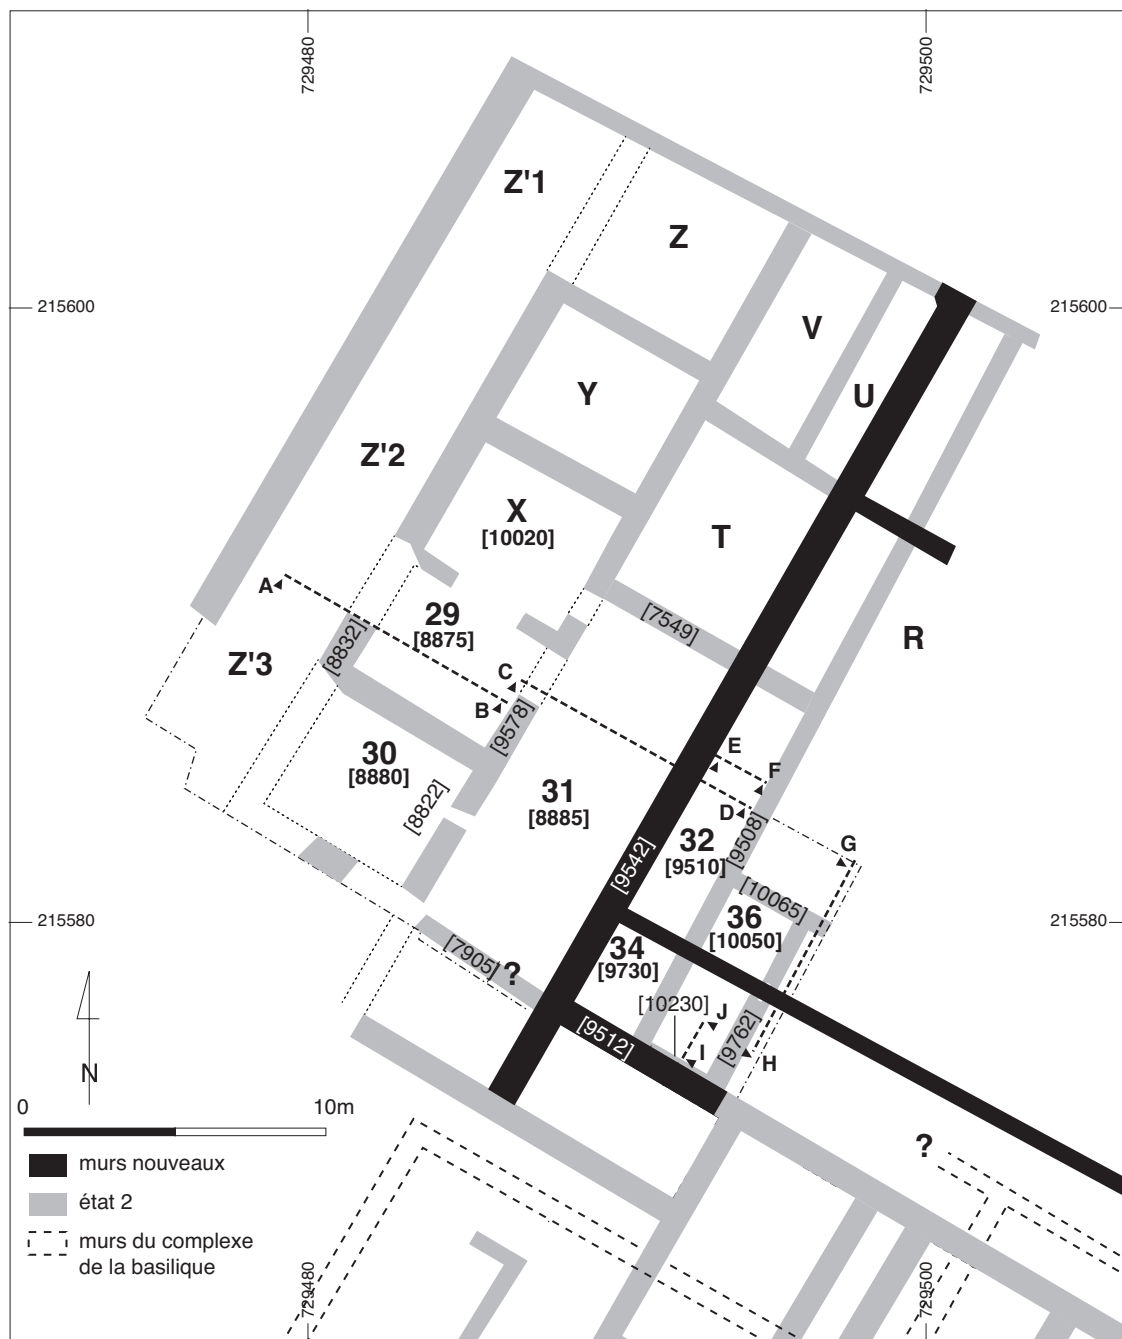 729480
729500
Z'1
Z
215600
215600
V
U
Y
Z'2
X
[10020]
T
A
29
[8875]
[7549]
R
[8832]
Z'3
C
B
[9578]
E
F
30
[8880]
31
[8885]
[8822]
D
32
[9510]
[9508]
G
[9542]
[10065]
36
[10050]
215580
215580
34
[9730]
[7905]
?
[10230]
J
[9512]
I
[9762]
H
N
0
10m
?
murs nouveaux
état 2
murs du complexe
de la basilique
729480
729500